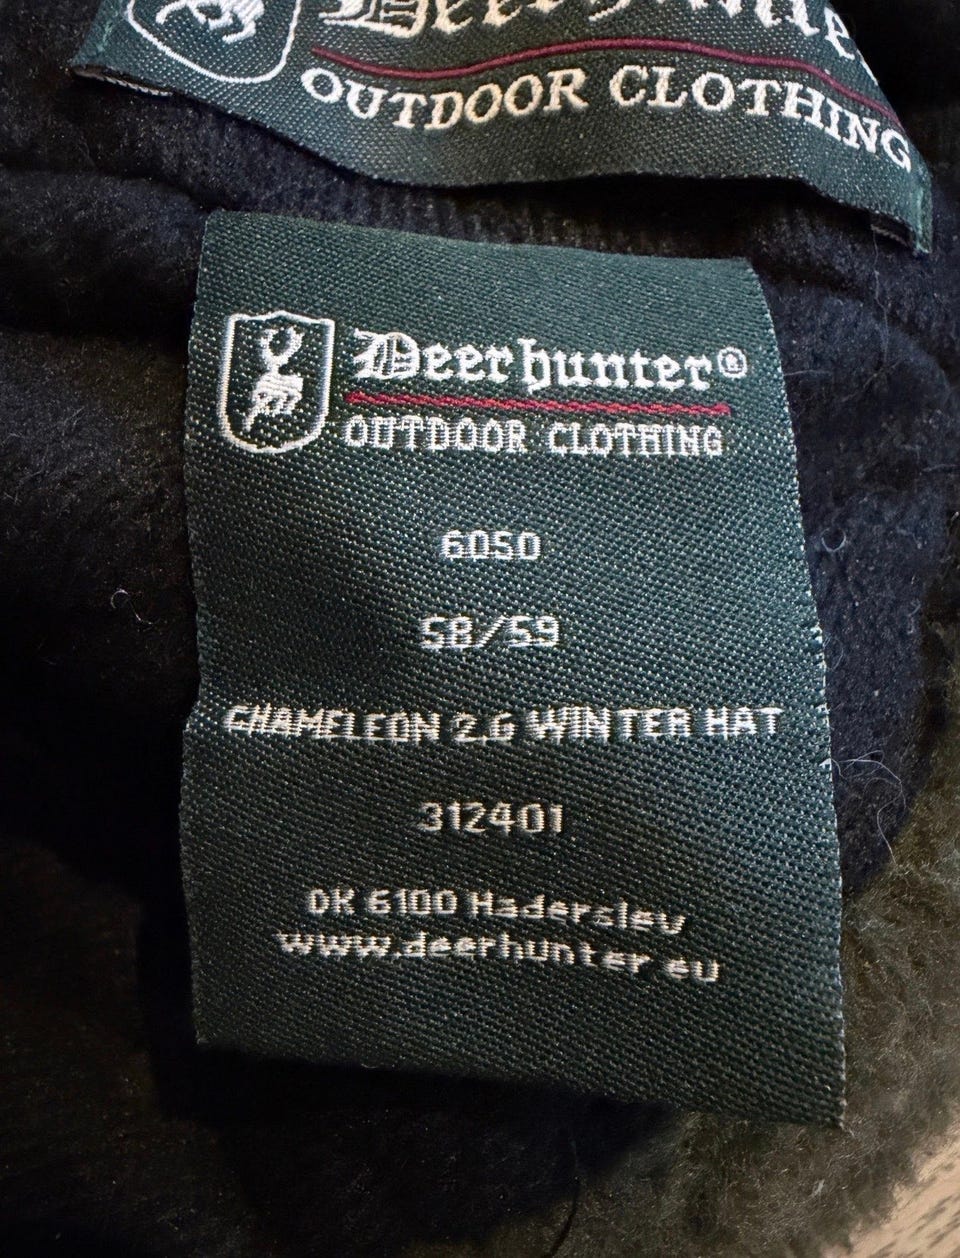 Deerhunter
OUTDOOR CLOTHING
Deerhunter®
OUTDOOR CLOTHING
6050
58/59
CHAMELEON 2.G WINTER HAT
312401
DK 6100 Haderslev
www.deerhunter.eu